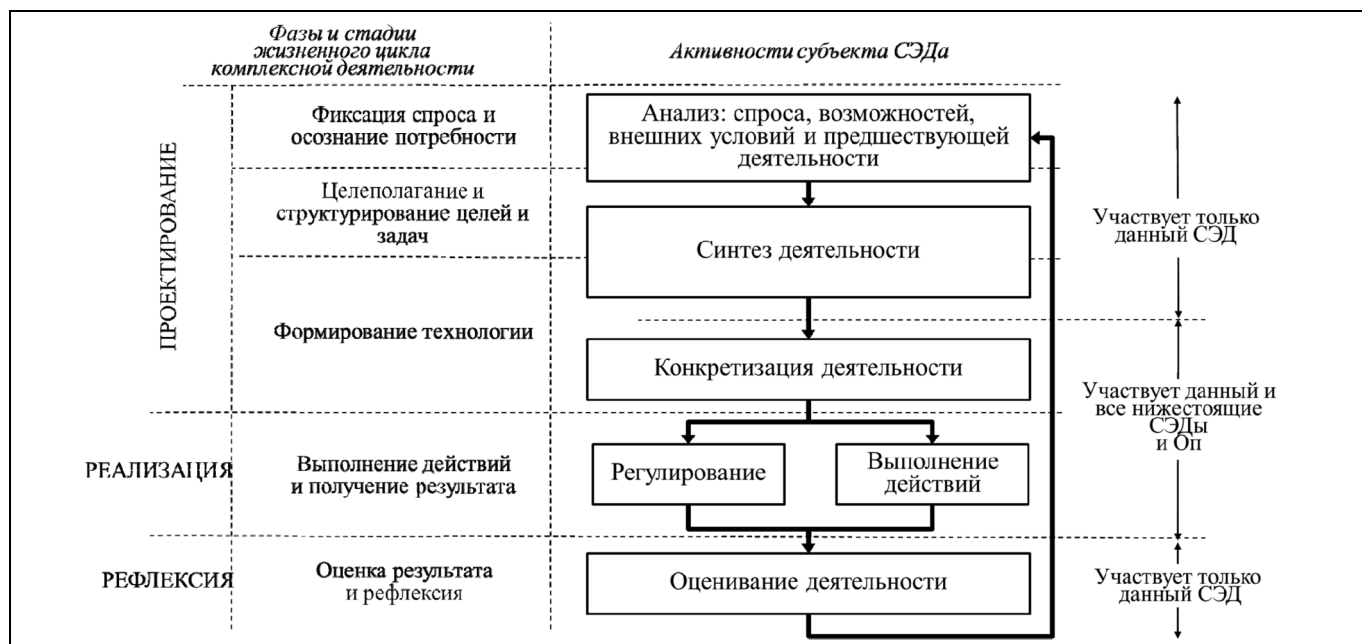 Фазы и стадии
жизненного цикла
комплексной деятельности
Активности субъекта СЭДа
ПРОЕКТИРОВАНИЕ
Фиксация спроса и
осознание потребности
Анализ: спроса, возможностей,
внешних условий и предшествующей
деятельности
Целеполагание и
структурирование целей и
задач
Синтез деятельности
Участвует только
данный СЭД
Формирование технологии
Конкретизация деятельности
Участвует данный и
все нижестоящие
СЭДы
и Оп
РЕАЛИЗАЦИЯ
Выполнение действий
и получение результата
Регулирование
Выполнение
действий
РЕФЛЕКСИЯ
Оценка результата
и рефлексия
Оценивание деятельности
Участвует только
данный СЭД